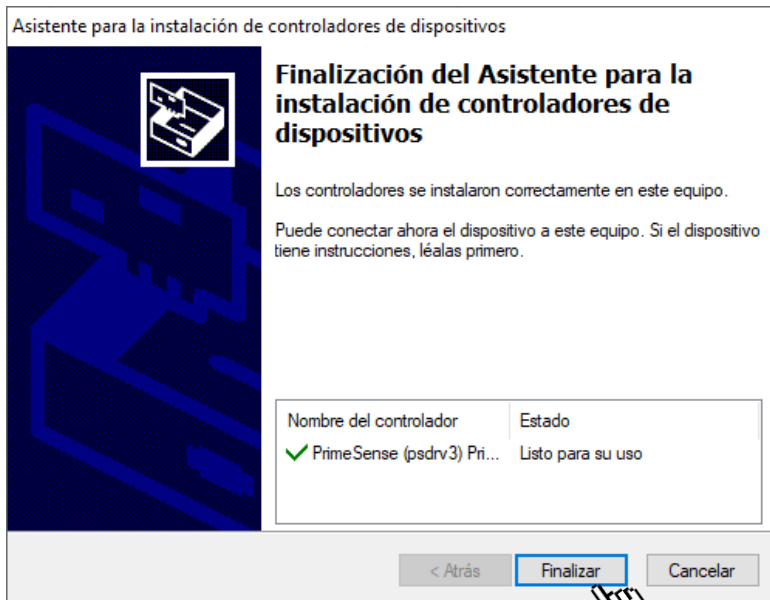 Asistente para la instalación de controladores de dispositivos
Finalización del Asistente para la
instalación de controladores de
dispositivos
Los controladores se instalaron correctamente en este equipo.
Puede conectar ahora el dispositivo a este equipo. Si el dispositivo
tiene instrucciones, léalas primero.
Nombre del controlador Estado
PrimeSense (psdrv3) Pri... Listo para su uso
< Atrás Finalizar Cancelar